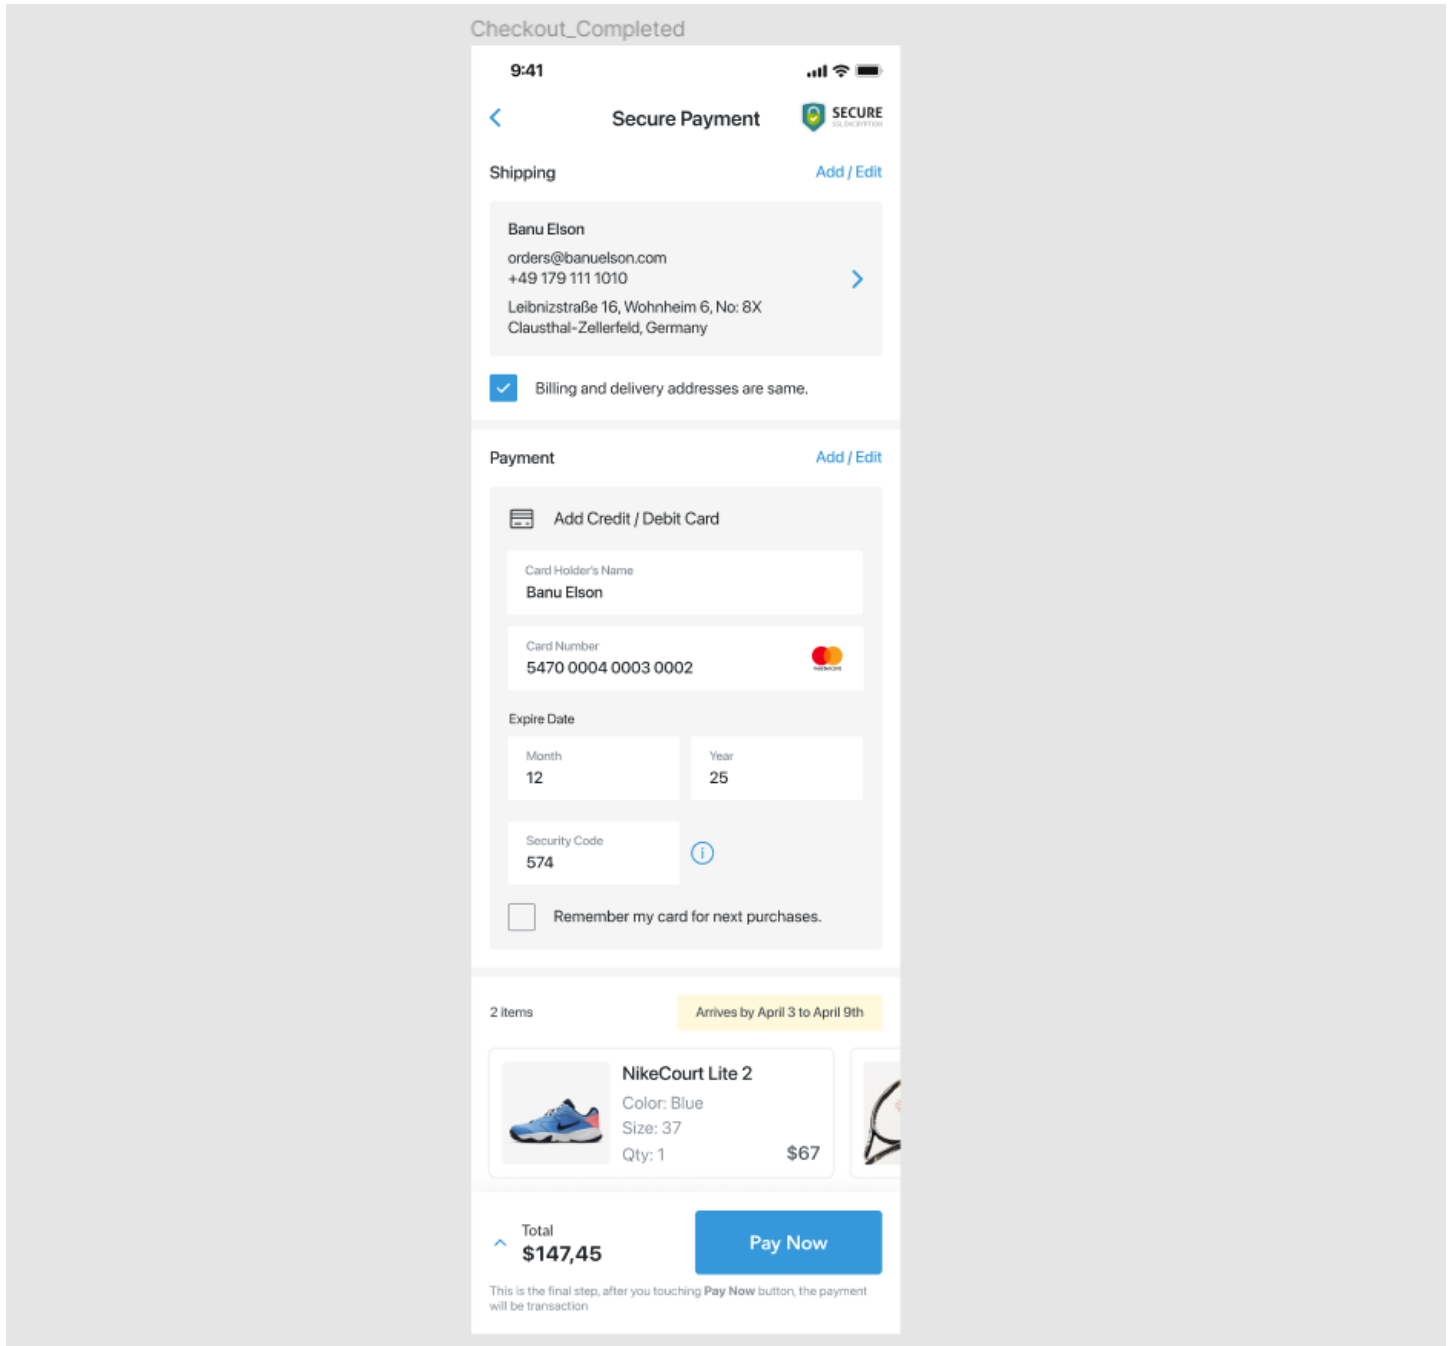 Checkout_Completed
9:41
Secure Payment
SECURE
SSL ENCRYPTION
Shipping
Add / Edit
Banu Elson
orders@banuelson.com
+49 179 111 1010
Leibnizstraße 16, Wohnheim 6, No: 8X
Clausthal-Zellerfeld, Germany
Billing and delivery addresses are same.
Payment
Add / Edit
Add Credit / Debit Card
Card Holder's Name
Banu Elson
Card Number
5470 0004 0003 0002
Expire Date
Month
12
Year
25
Security Code
574
Remember my card for next purchases.
2 items
Arrives by April 3 to April 9th
NikeCourt Lite 2
Color: Blue
Size: 37
Qty: 1
$67
Total
$147,45
Pay Now
This is the final step, after you touching Pay Now button, the payment
will be transaction